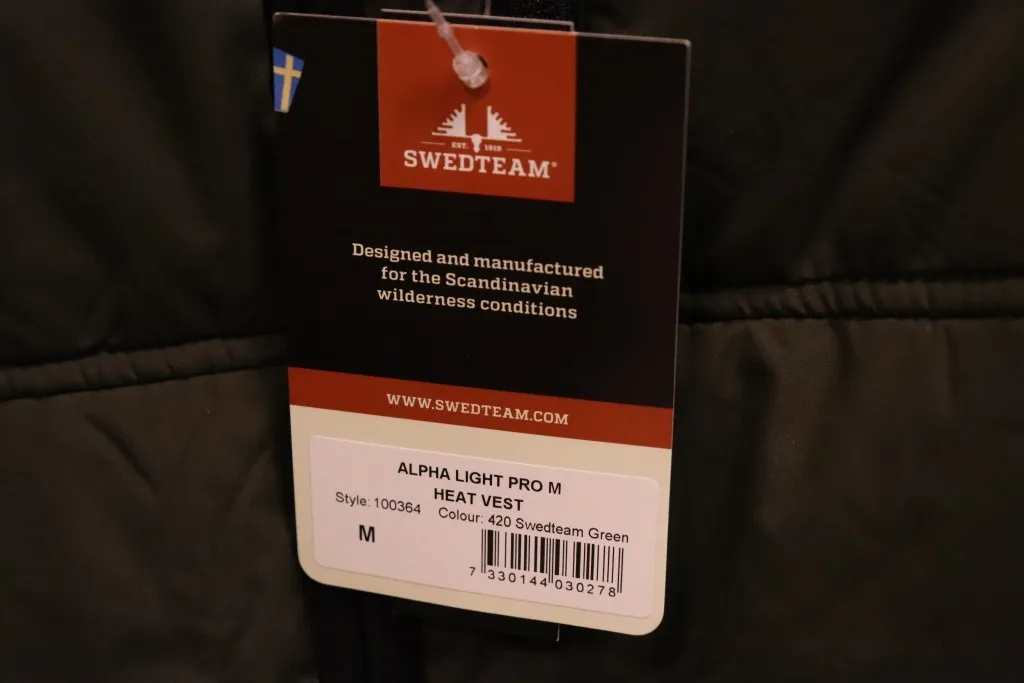 EST. 1919
SWEDTEAM®
Designed and manufactured
for the Scandinavian
wilderness conditions
WWW.SWEDTEAM.COM
ALPHA LIGHT PRO M
HEAT VEST
Style: 100364 Colour: 420 Swedteam Green
M
7 330144 030278